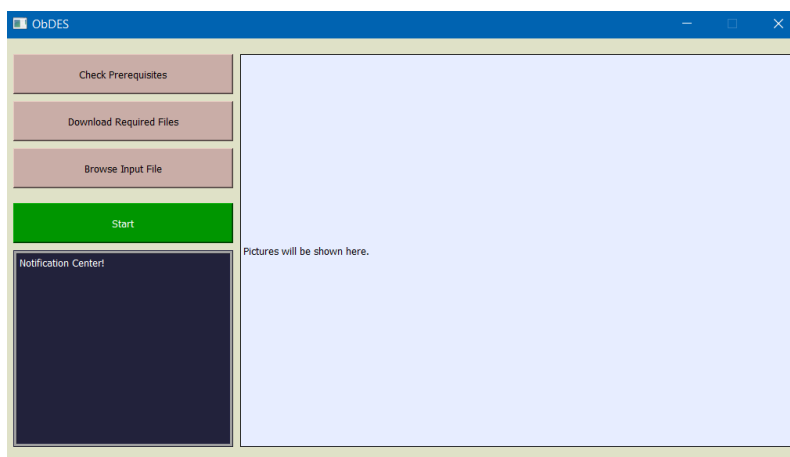 ObDES
Check Prerequisites
Download Required Files
Browse Input File
Start
Notification Center!
Pictures will be shown here.